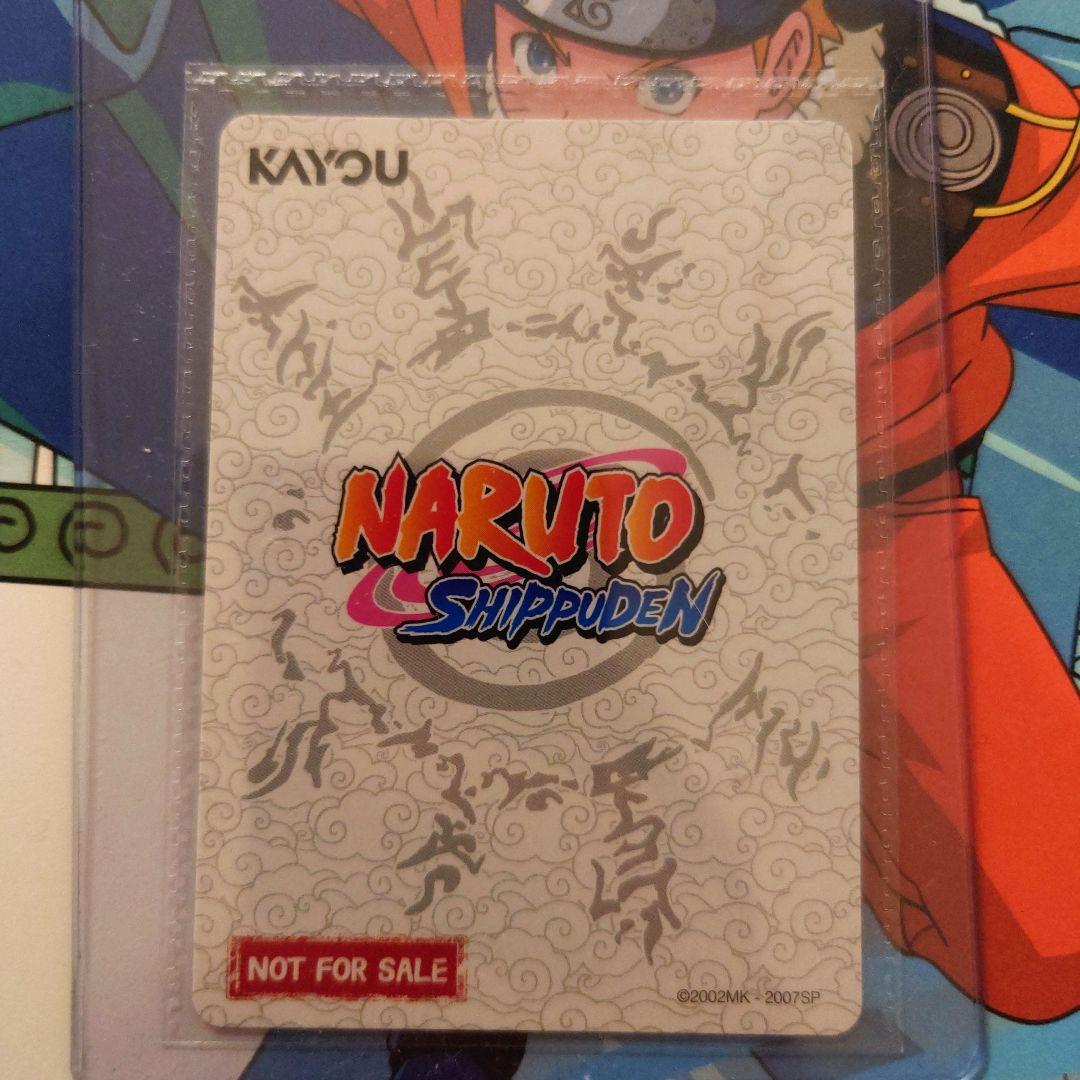 KAYOU
NARUTO
SHIPPUDEN
NOT FOR SALE
©2002MK - 2007SP